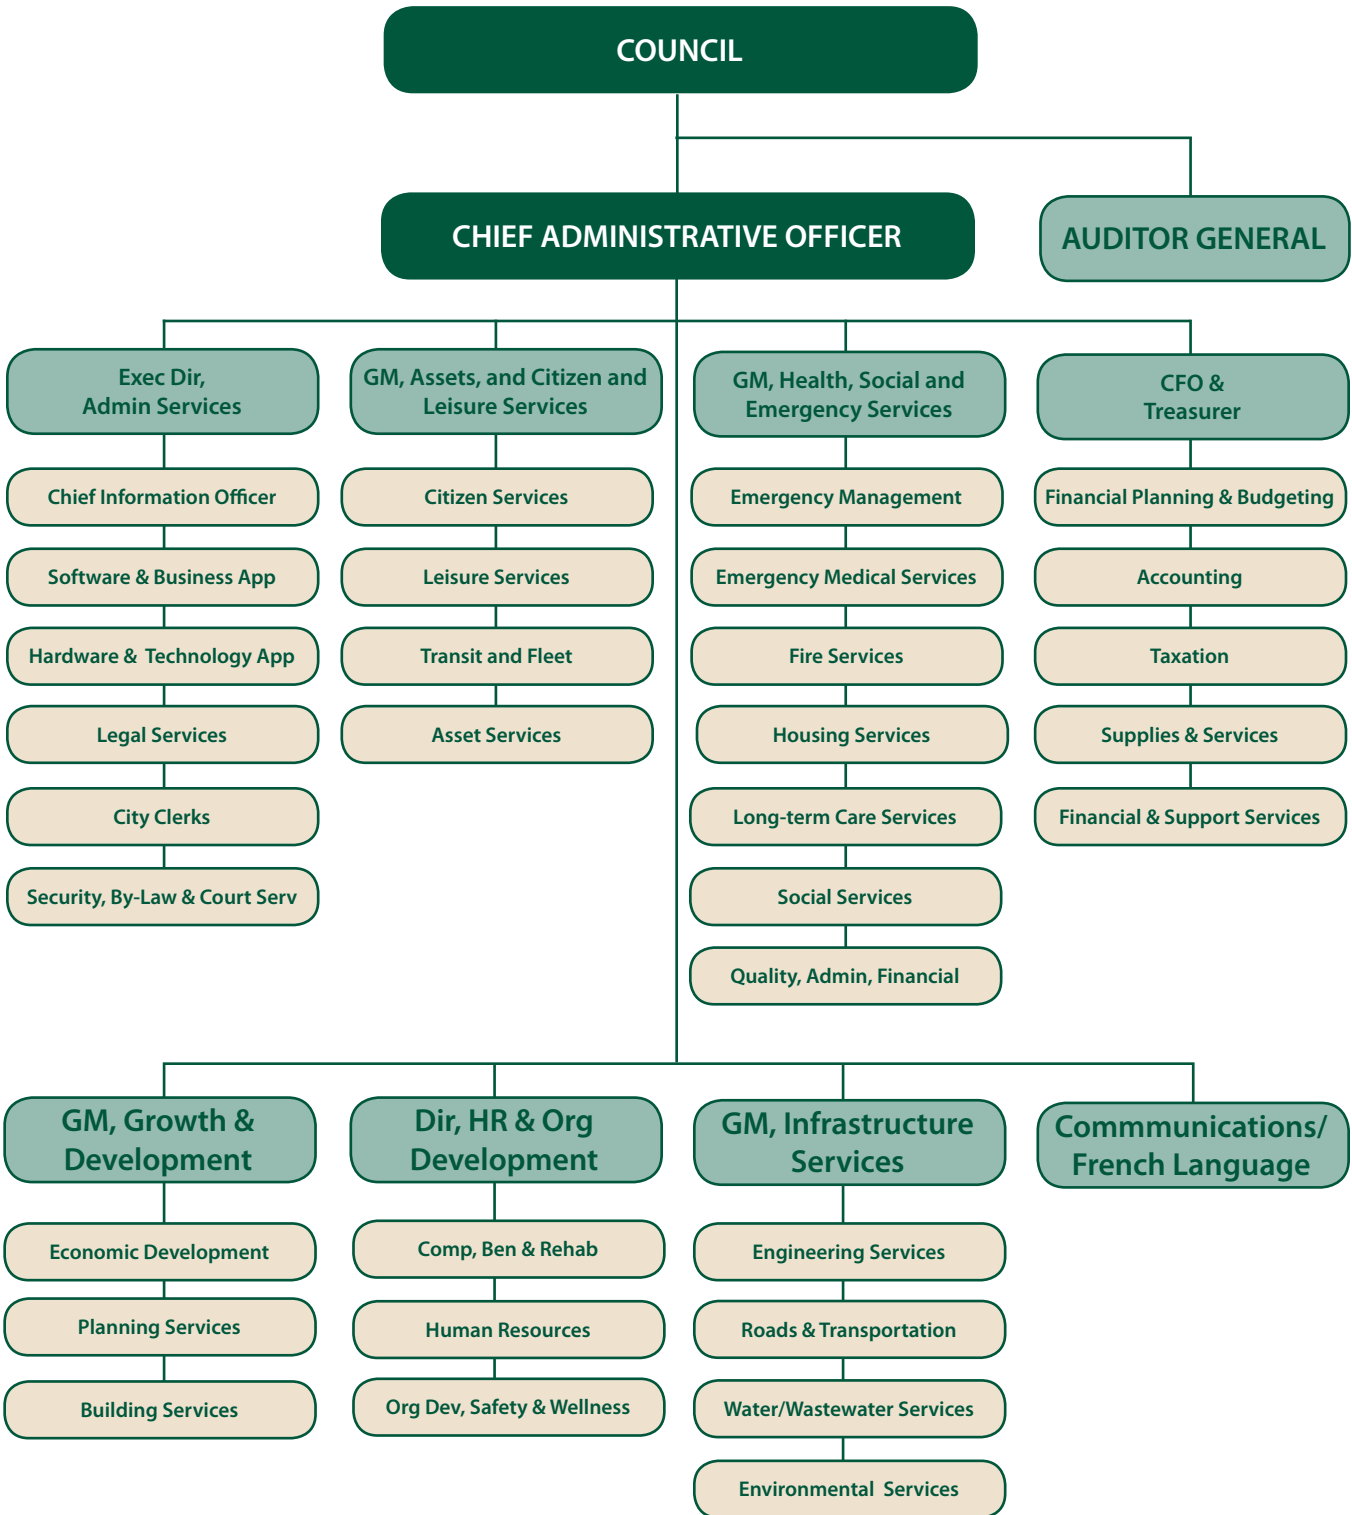 COUNCIL
CHIEF ADMINISTRATIVE OFFICER
AUDITOR GENERAL
Exec Dir,
Admin Services
Chief Information Officer
Software & Business App
Hardware & Technology App
Legal Services
City Clerks
Security, By-Law & Court Serv
GM, Assets, and Citizen and
Leisure Services
Citizen Services
Leisure Services
Transit and Fleet
Asset Services
GM, Health, Social and
Emergency Services
Emergency Management
Emergency Medical Services
Fire Services
Housing Services
Long-term Care Services
Social Services
Quality, Admin, Financial
CFO &
Treasurer
Financial Planning & Budgeting
Accounting
Taxation
Supplies & Services
Financial & Support Services
GM, Growth &
Development
Economic Development
Planning Services
Building Services
Dir, HR & Org
Development
Comp, Ben & Rehab
Human Resources
Org Dev, Safety & Wellness
GM, Infrastructure
Services
Engineering Services
Roads & Transportation
Water/Wastewater Services
Environmental Services
Commmunications/
French Language